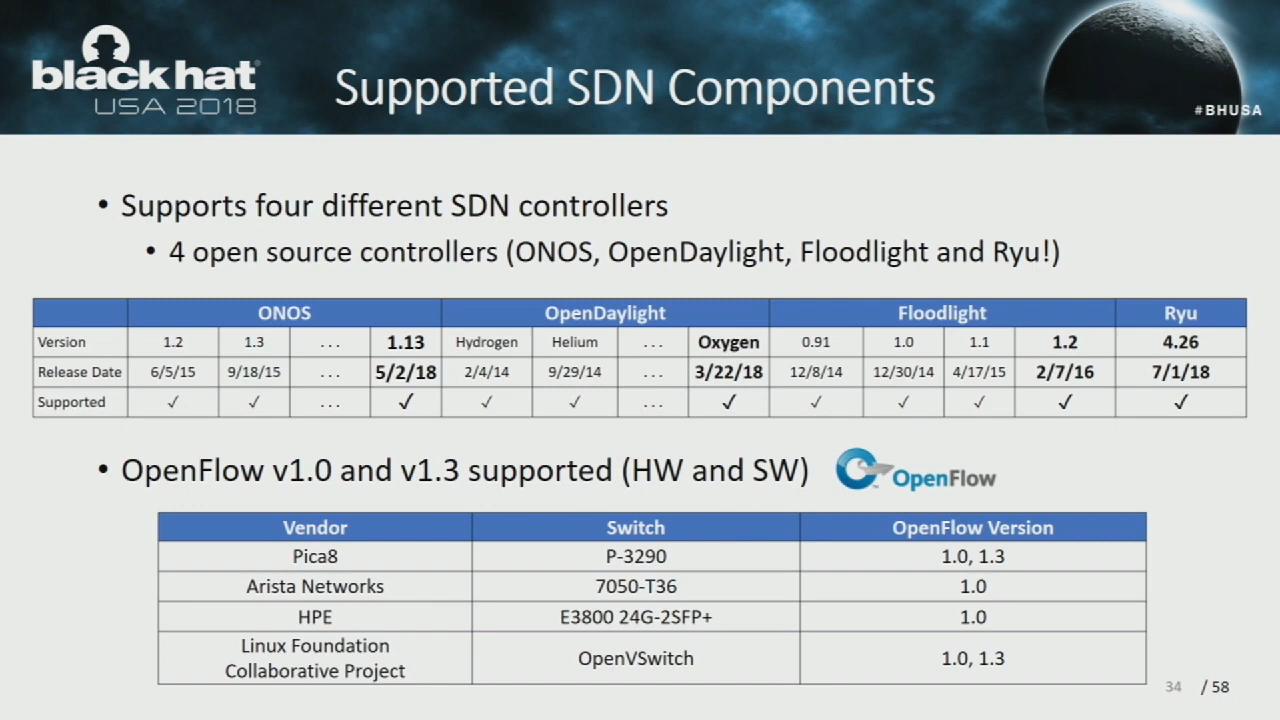 black hat®
USA 2018
Supported SDN Components
#BHUSA
• Supports four different SDN controllers
• 4 open source controllers (ONOS, OpenDaylight, Floodlight and Ryu!)
ONOS OpenDaylight Floodlight Ryu
Version 1.2 1.3 ... 1.13 Hydrogen Helium ... Oxygen 0.91 1.0 1.1 1.2 4.26
Release Date 6/5/15 9/18/15 ... 5/2/18 2/4/14 9/29/14 ... 3/22/18 12/8/14 12/30/14 4/17/15 2/7/16 7/1/18
Supported ✓ ✓ ... ✓ ✓ ✓ ... ✓ ✓ ✓ ✓ ✓ ✓
• OpenFlow v1.0 and v1.3 supported (HW and SW)
OpenFlow
Vendor Switch OpenFlow Version
Pica8 P-3290 1.0, 1.3
Arista Networks 7050-T36 1.0
HPE E3800 24G-2SFP+ 1.0
Linux Foundation
Collaborative Project OpenVSwitch 1.0, 1.3
34 / 58